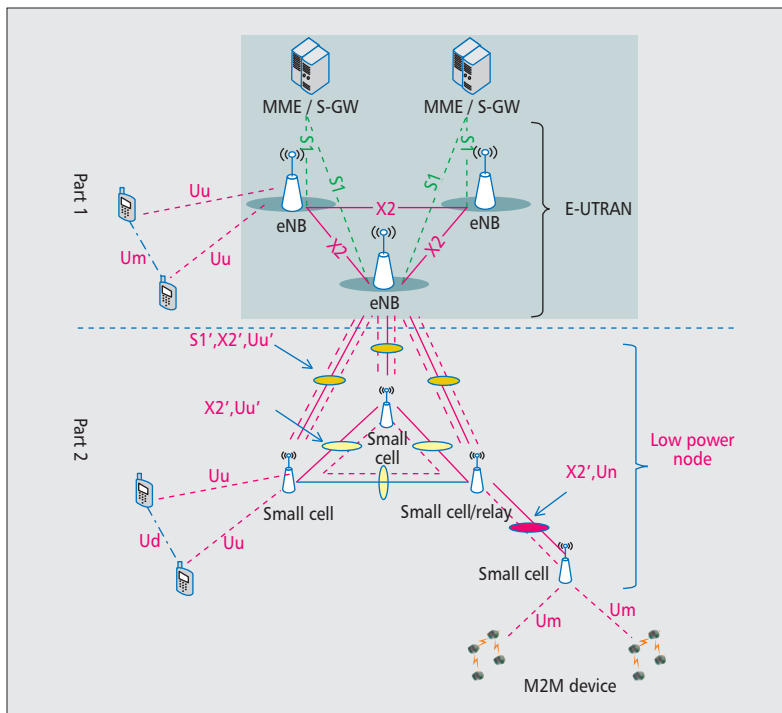 MME / S-GW
MME / S-GW
S1
S1
S1
S1
Part 1
Uu
Um
Uu
eNB
X2
eNB
X2
X2
eNB
E-UTRAN
S1',X2',Uu'
X2',Uu'
Part 2
Small
cell
Low power
node
Uu
X2',Un
Small cell
Small cell/relay
Ud
Uu
Small cell
Um
Um
M2M device